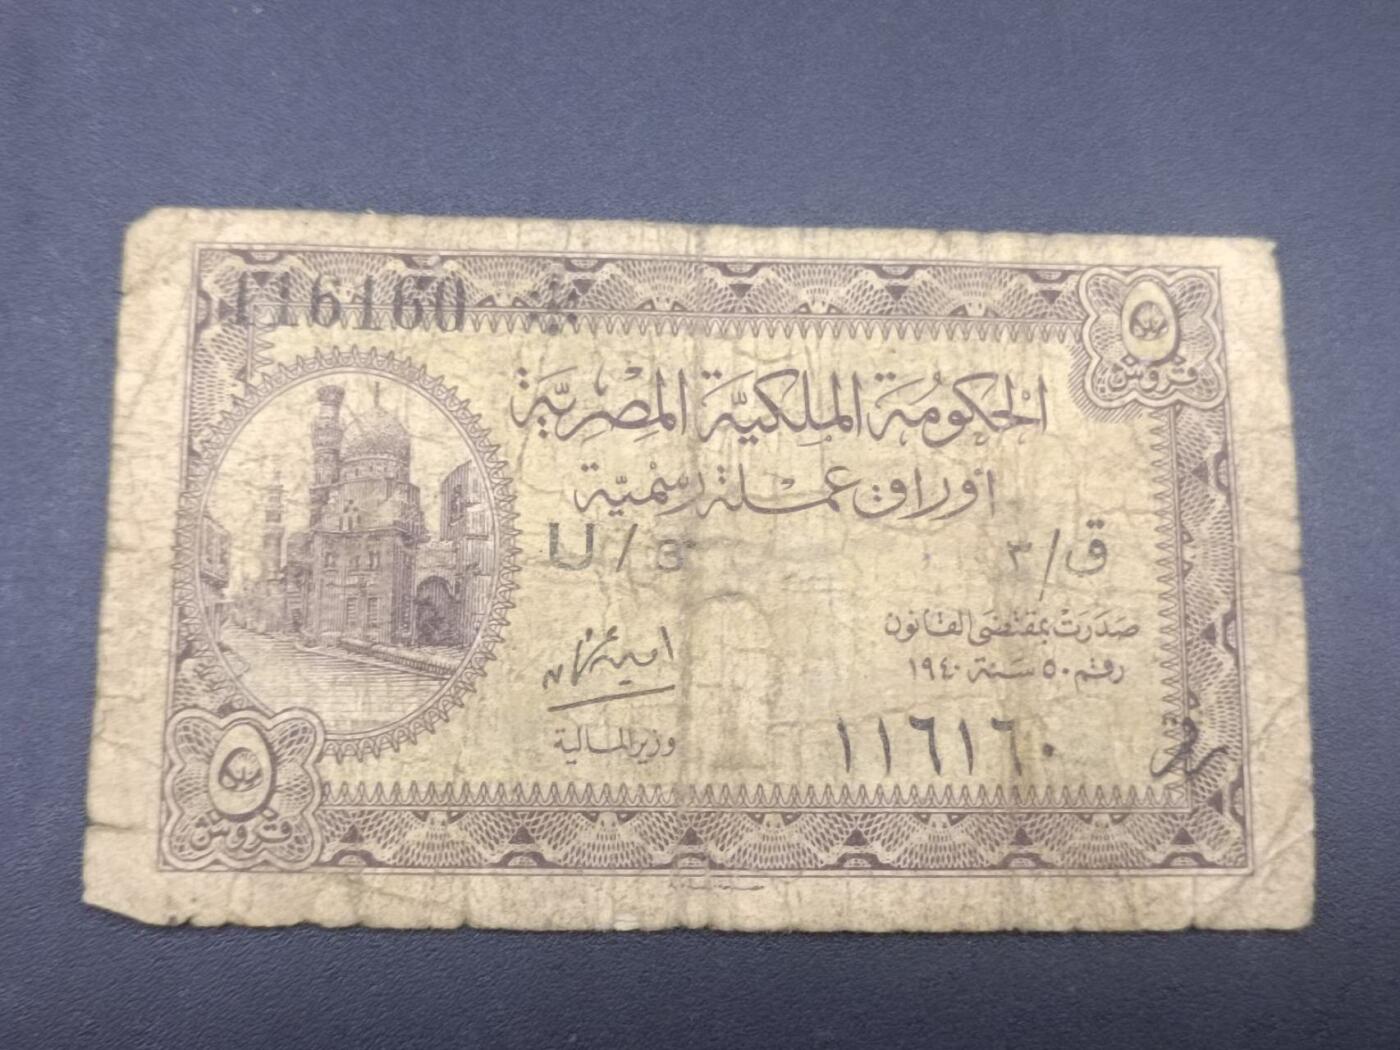 116160
٥
قروش
الحكومة الملكية المصرية
أوراق عملة رسمية
U/3
ق/٣
صدرت بمقتضى القانون
رقم ٥٠ سنة ١٩٤٠
وزير المالية
١١٦١٦٠
٥
قروش